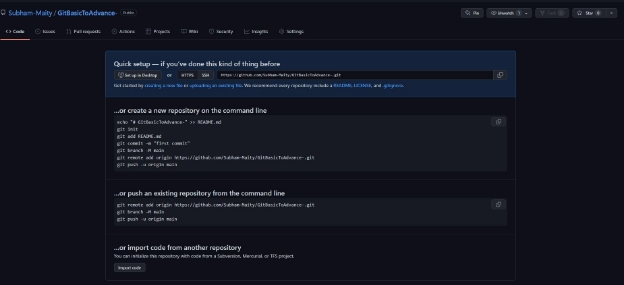 Subham-Maity / GitBasicToAdvance- Public
Pin Unwatch 1 Fork Star 0
Code Issues Pull requests Actions Projects Wiki Security Insights Settings
Quick setup — if you've done this kind of thing before
Set up in Desktop or HTTPS SSH https://github.com/Subham-Maity/GitBasicToAdvance-.git
Get started by creating a new file or uploading an existing file. We recommend every repository include a README, LICENSE, and .gitignore.
...or create a new repository on the command line
echo "# GitBasicToAdvance-" >> README.md
git init
git add README.md
git commit -m "first commit"
git branch -M main
git remote add origin https://github.com/Subham-Maity/GitBasicToAdvance-.git
git push -u origin main
...or push an existing repository from the command line
git remote add origin https://github.com/Subham-Maity/GitBasicToAdvance-.git
git branch -M main
git push -u origin main
...or import code from another repository
You can initialize this repository with code from a Subversion, Mercurial, or TFS project.
Import code